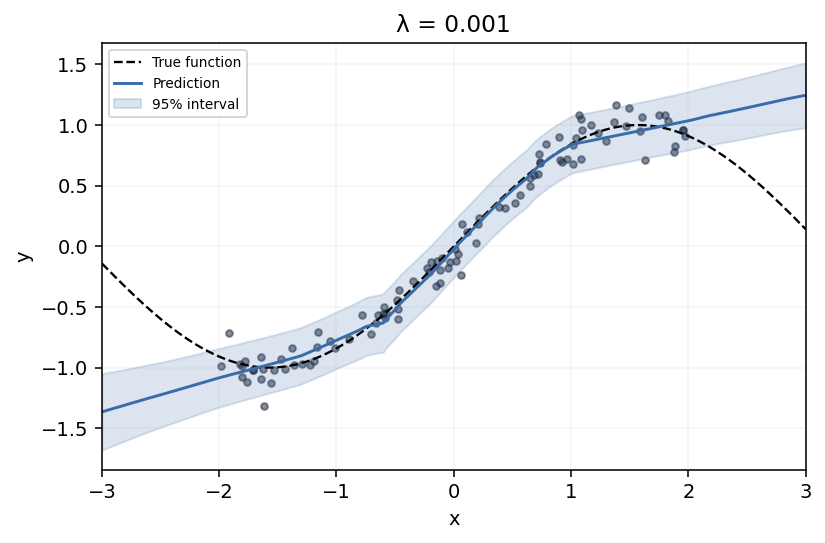 λ = 0.001
True function
Prediction
95% interval
1.5
1.0
0.5
0.0
−0.5
−1.0
−1.5
y
−3 −2 −1 0 1 2 3
x